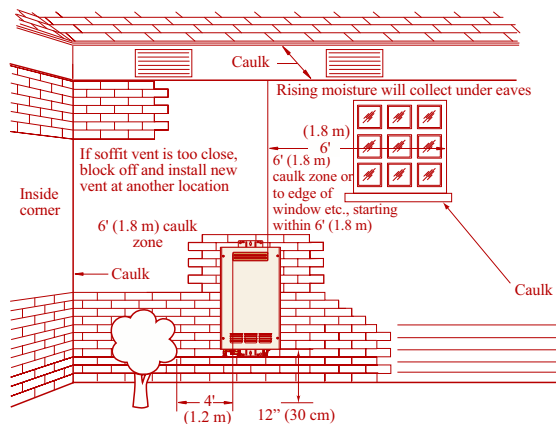 Caulk
Rising moisture will collect under eaves
(1.8 m)
6'
If soffit vent is too close,
block off and install new
vent at another location
6' (1.8 m)
caulk zone or
to edge of
window etc., starting
within 6' (1.8 m)
Inside
corner
6' (1.8 m) caulk
zone
Caulk
Caulk
4'
(1.2 m)
12” (30 cm)